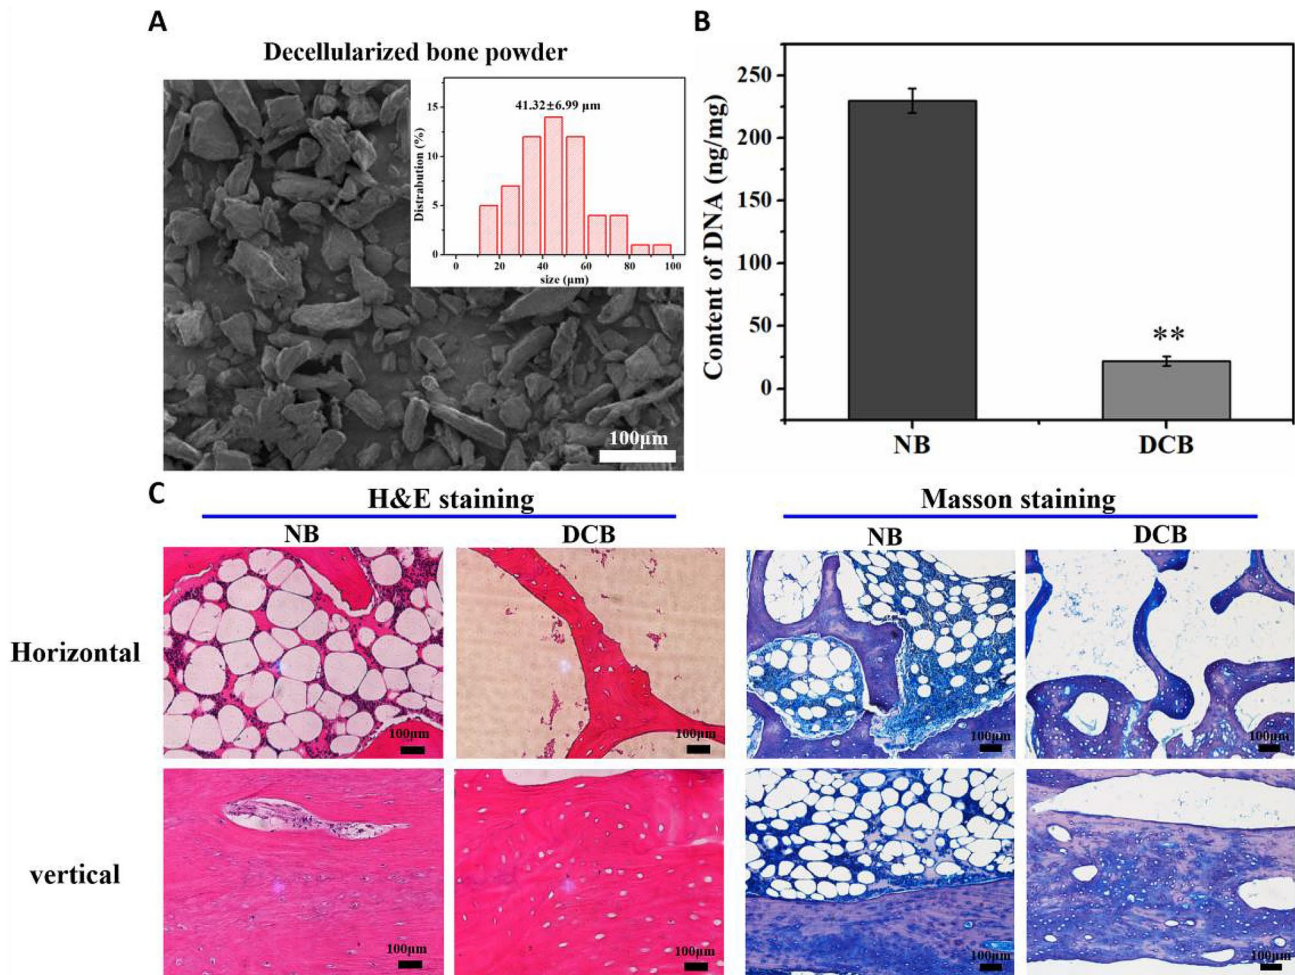 A
Decellularized bone powder
41.32±6.99 μm
Distrabution (%)
15
10
5
0
0 20 40 60 80 100
size (μm)
100μm
B
Content of DNA (ng/mg)
250
200
150
200
50
0
**
NB DCB
C
H&E staining Masson staining
NB DCB NB DCB
Horizontal
100μm 100μm 100μm 100μm
vertical
100μm 100μm 100μm 100μm